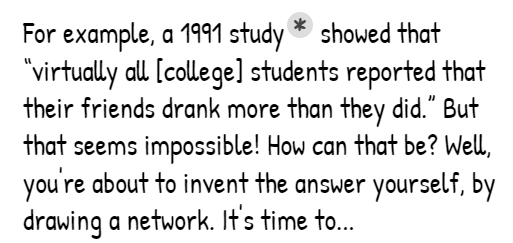 For example, a 1991 study * showed that
"virtually all [college] students reported that
their friends drank more than they did." But
that seems impossible! How can that be? Well,
you're about to invent the answer yourself, by
drawing a network. It's time to...